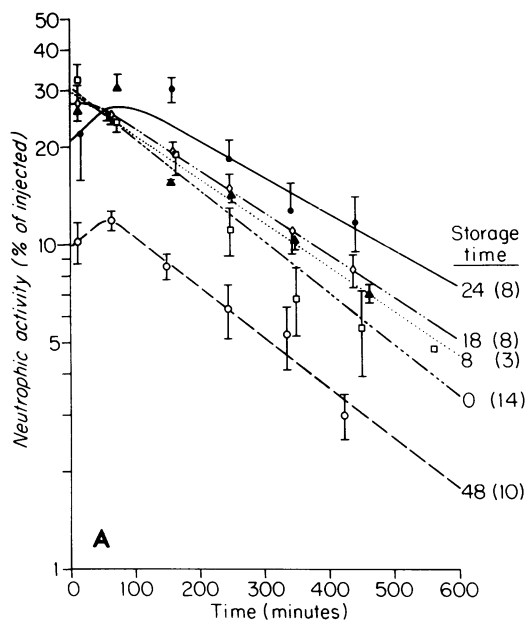 50
40
30
20
10
5
1
Neutrophic activity (% of injected)
Storage
time
24 (8)
18 (8)
8 (3)
0 (14)
48 (10)
A
0 100 200 300 400 500 600
Time (minutes)